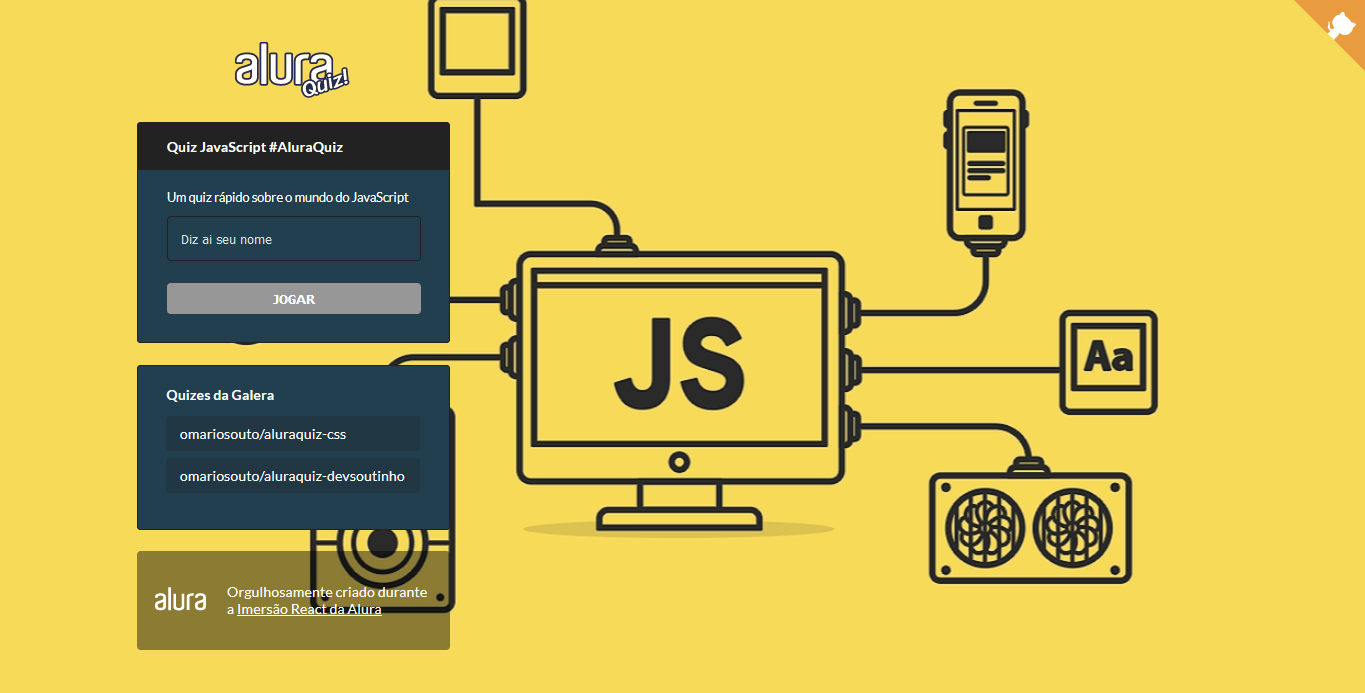 alura
Quiz!
Quiz JavaScript #AluraQuiz
Um quiz rápido sobre o mundo do JavaScript
Diz ai seu nome
JOGAR
Quizes da Galera
omariosouto/aluraquiz-css
omariosouto/aluraquiz-devsoutinho
alura
Orgulhosamente criado durante
a Imersão React da Alura
JS
Aa